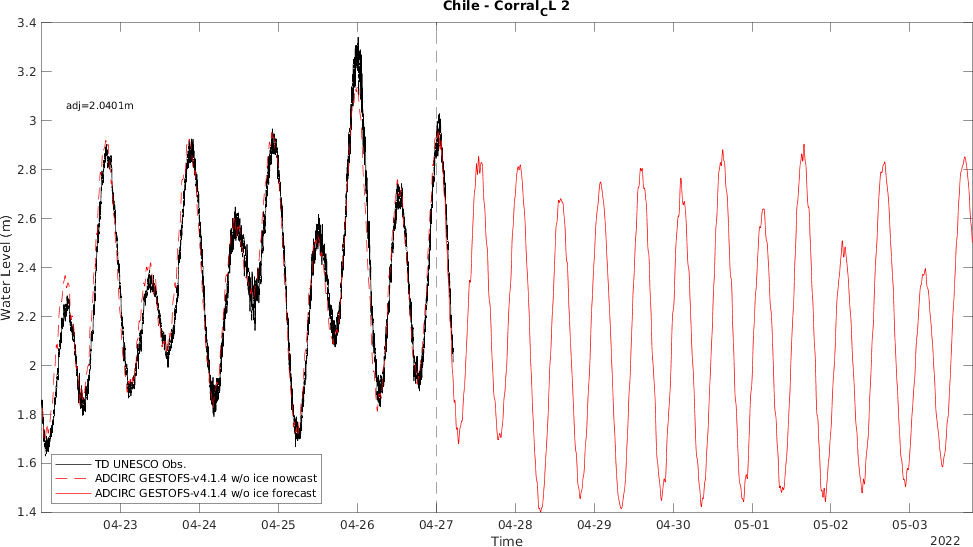 Chile - Corral_CL 2
3.4
3.2
3
2.8
2.6
2.4
2.2
2
1.8
1.6
1.4
Water Level (m)
adj=2.0401m
TD UNESCO Obs.
ADCIRC GESTOFS-v4.1.4 w/o ice nowcast
ADCIRC GESTOFS-v4.1.4 w/o ice forecast
04-23 04-24 04-25 04-26 04-27 04-28 04-29 04-30 05-01 05-02 05-03
Time
2022